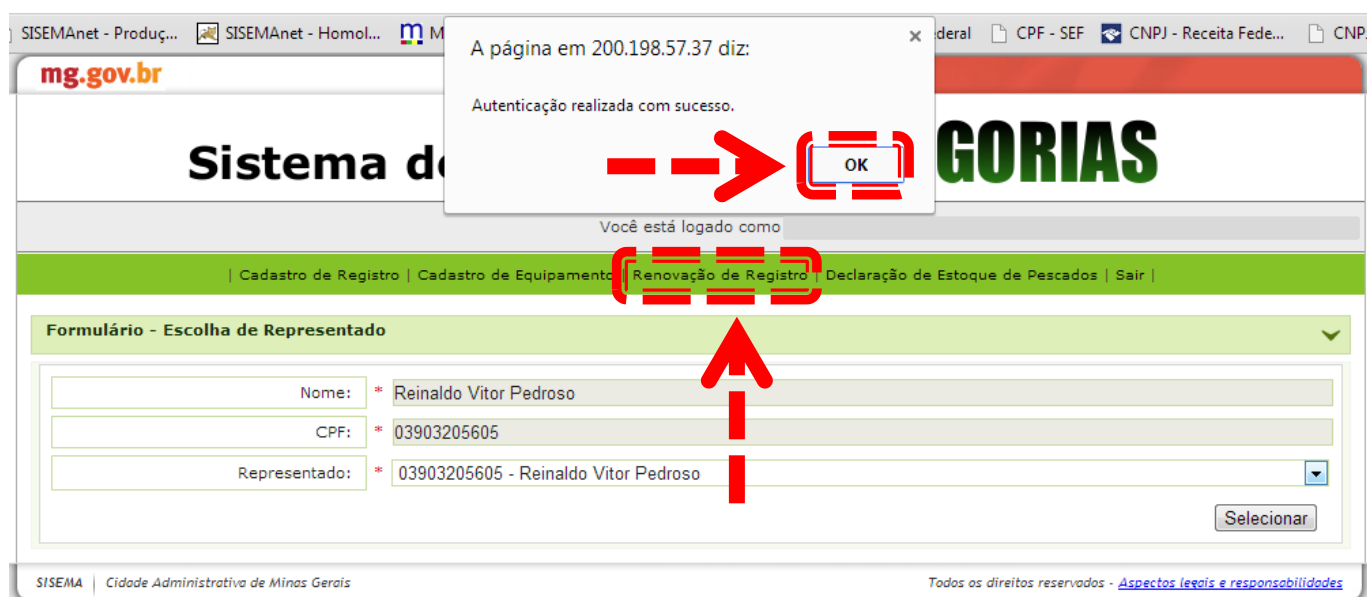 SISEMAnet - Produç... SISEMAnet - Homol... M
deral CPF - SEF CNPJ - Receita Fede... CNP
mg.gov.br
A página em 200.198.57.37 diz:
Autenticação realizada com sucesso.
OK
Sistema de GORIAS
Você está logado como
| Cadastro de Registro | Cadastro de Equipamento | Renovação de Registro | Declaração de Estoque de Pescados | Sair |
Formulário - Escolha de Representado
Nome: * Reinaldo Vitor Pedroso
CPF: * 03903205605
Representado: * 03903205605 - Reinaldo Vitor Pedroso
Selecionar
SISEMA | Cidade Administrativa de Minas Gerais
Todos os direitos reservados - Aspectos legais e responsabilidades